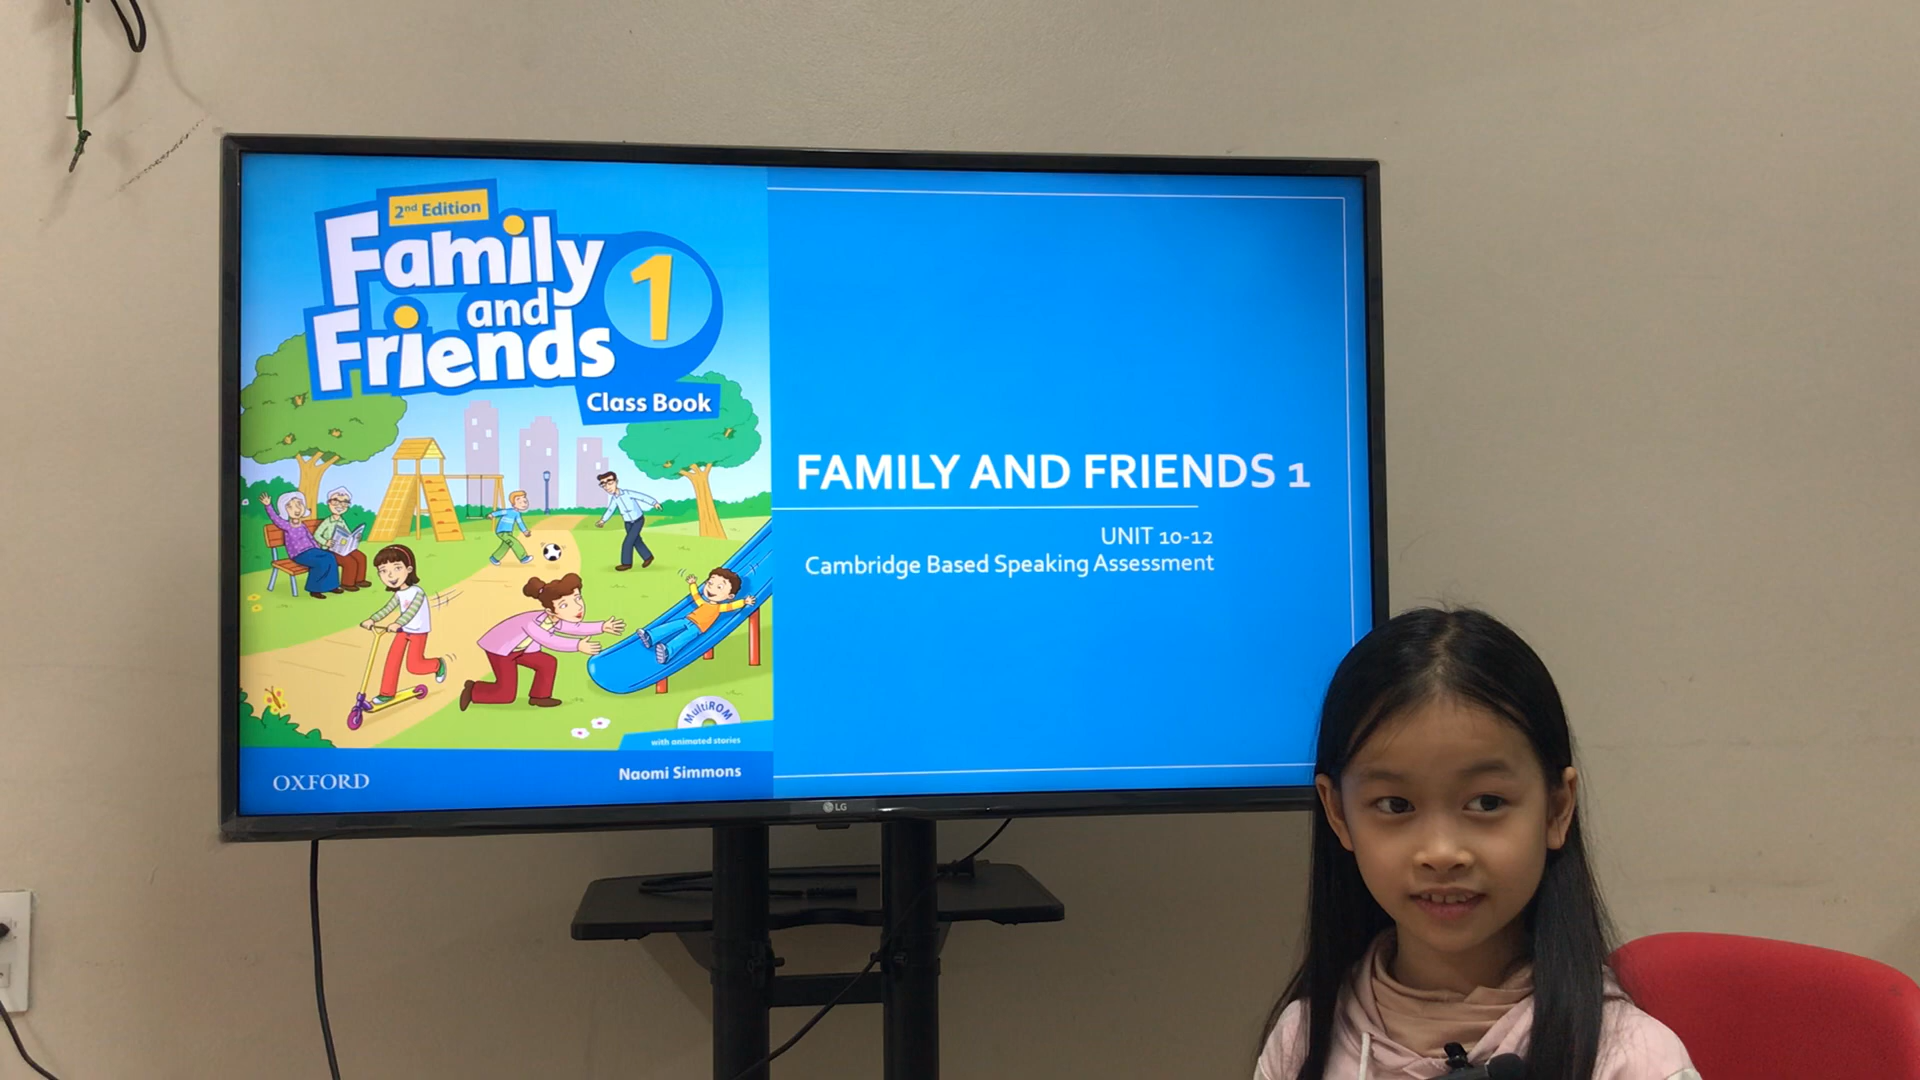 2nd Edition
Family
and
Friends
1
Class Book
MultiROM
with animated stories
OXFORD
Naomi Simmons
FAMILY AND FRIENDS 1
UNIT 10-12
Cambridge Based Speaking Assessment
LG